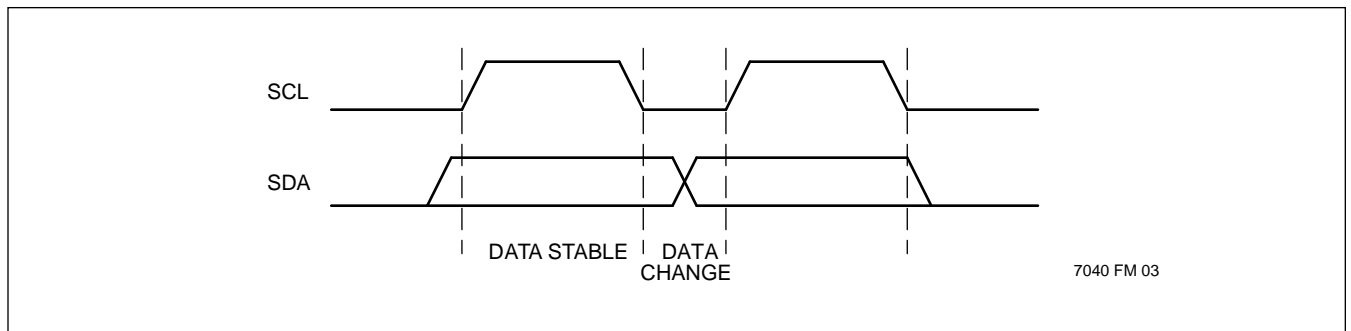 SCL
SDA
DATA STABLE
DATA
CHANGE
7040 FM 03